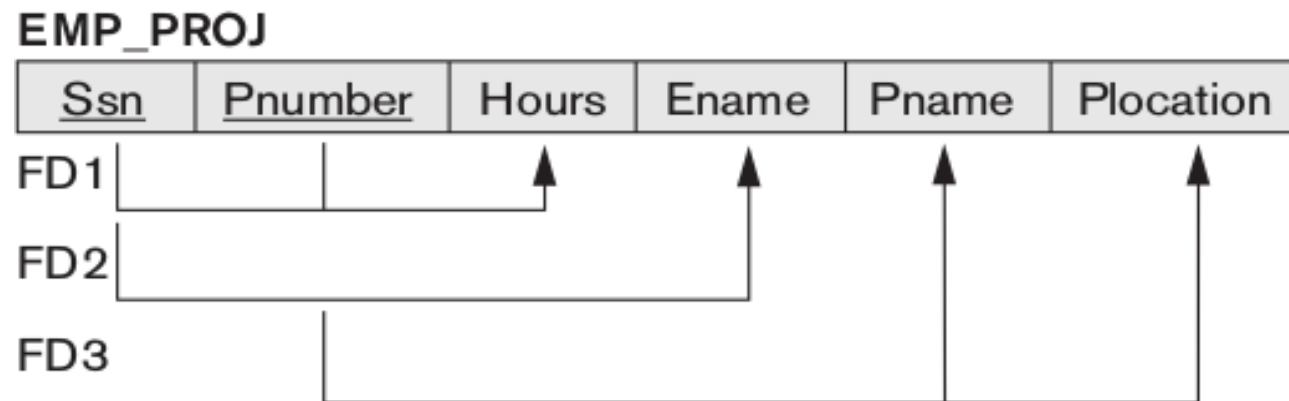 EMP_PROJ
Ssn Pnumber Hours Ename Pname Plocation
FD1
FD2
FD3